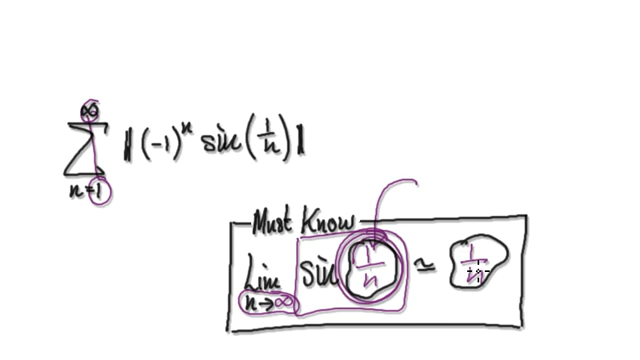 ∞
Σ |(-1)^n sin(1/n)|
n=1
Must Know
Lim sin 1/n ≃ 1/n
n→∞